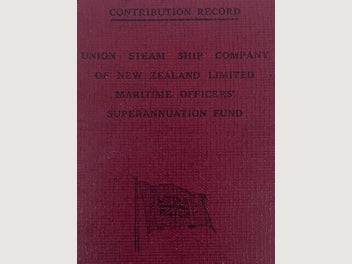 CONTRIBUTION RECORD
UNION STEAM SHIP COMPANY
OF NEW ZEALAND LIMITED
MARITIME OFFICERS'
SUPERANNUATION FUND